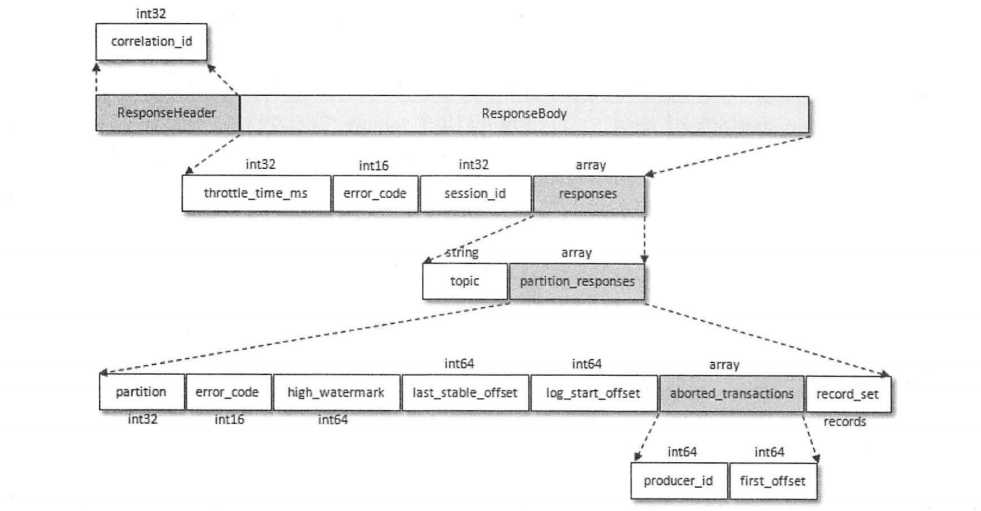 int32
correlation_id
ResponseHeader ResponseBody
int32 int16 int32 array
throttle_time_ms error_code session_id responses
string array
topic partition_responses
int64 int64 array
partition error_code high_watermark last_stable_offset log_start_offset aborted_transactions record_set
int32 int16 int64 records
int64 int64
producer_id first_offset